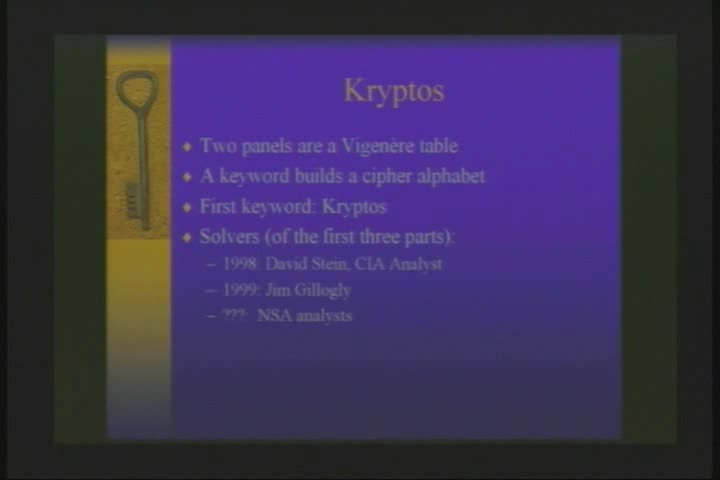 Kryptos
Two panels are a Vigenère table
A keyword builds a cipher alphabet
First keyword: Kryptos
Solvers (of the first three parts):
– 1998: David Stein, CIA Analyst
– 1999: Jim Gillogly
– ???: NSA analysts